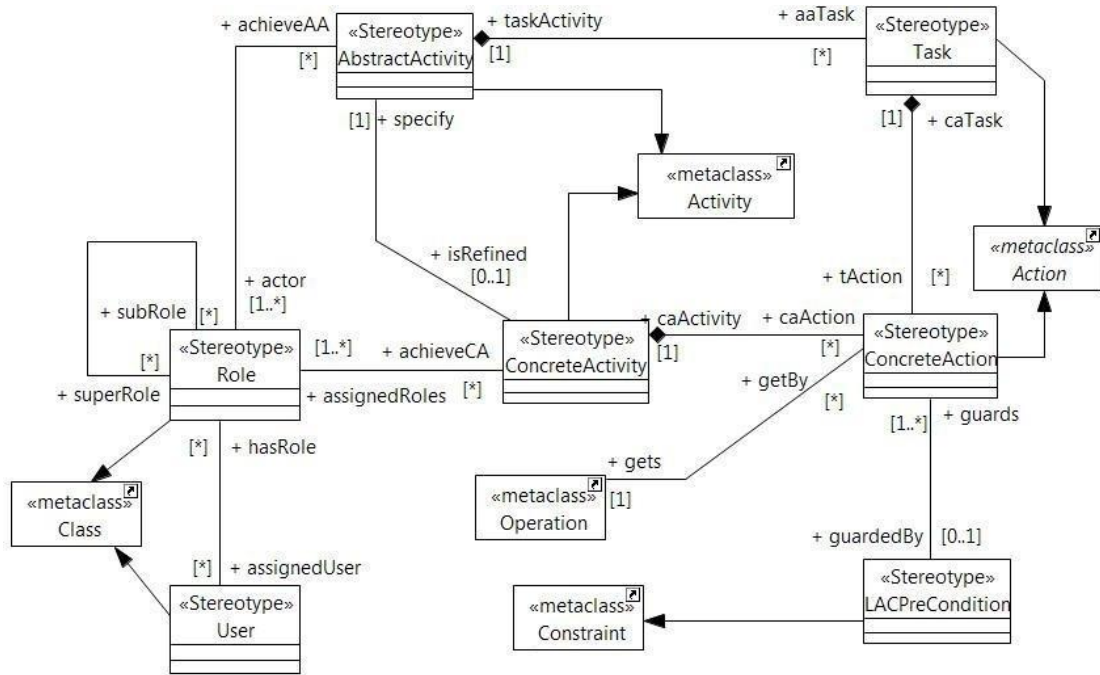 + achieveAA
[*]
«Stereotype»
AbstractActivity
+ taskActivity
[1]
+ aaTask
[*]
«Stereotype»
Task
[1]
+ specify
[1]
+ caTask
«metaclass»
Activity
+ isRefined
[0..1]
«metaclass»
Action
+ tAction
[*]
+ actor
[1..*]
+ subRole
[*]
[*]
+ superRole
«Stereotype»
Role
[1..*]
+ achieveCA
+ assignedRoles
[*]
«Stereotype»
ConcreteActivity
+ caActivity
[1]
+ caAction
[*]
«Stereotype»
ConcreteAction
+ getBy
[*]
[1..*]
+ guards
[*]
+ hasRole
«metaclass»
Class
+ gets
[1]
«metaclass»
Operation
+ guardedBy
[0..1]
[*]
+ assignedUser
«Stereotype»
User
«metaclass»
Constraint
«Stereotype»
LACPreCondition